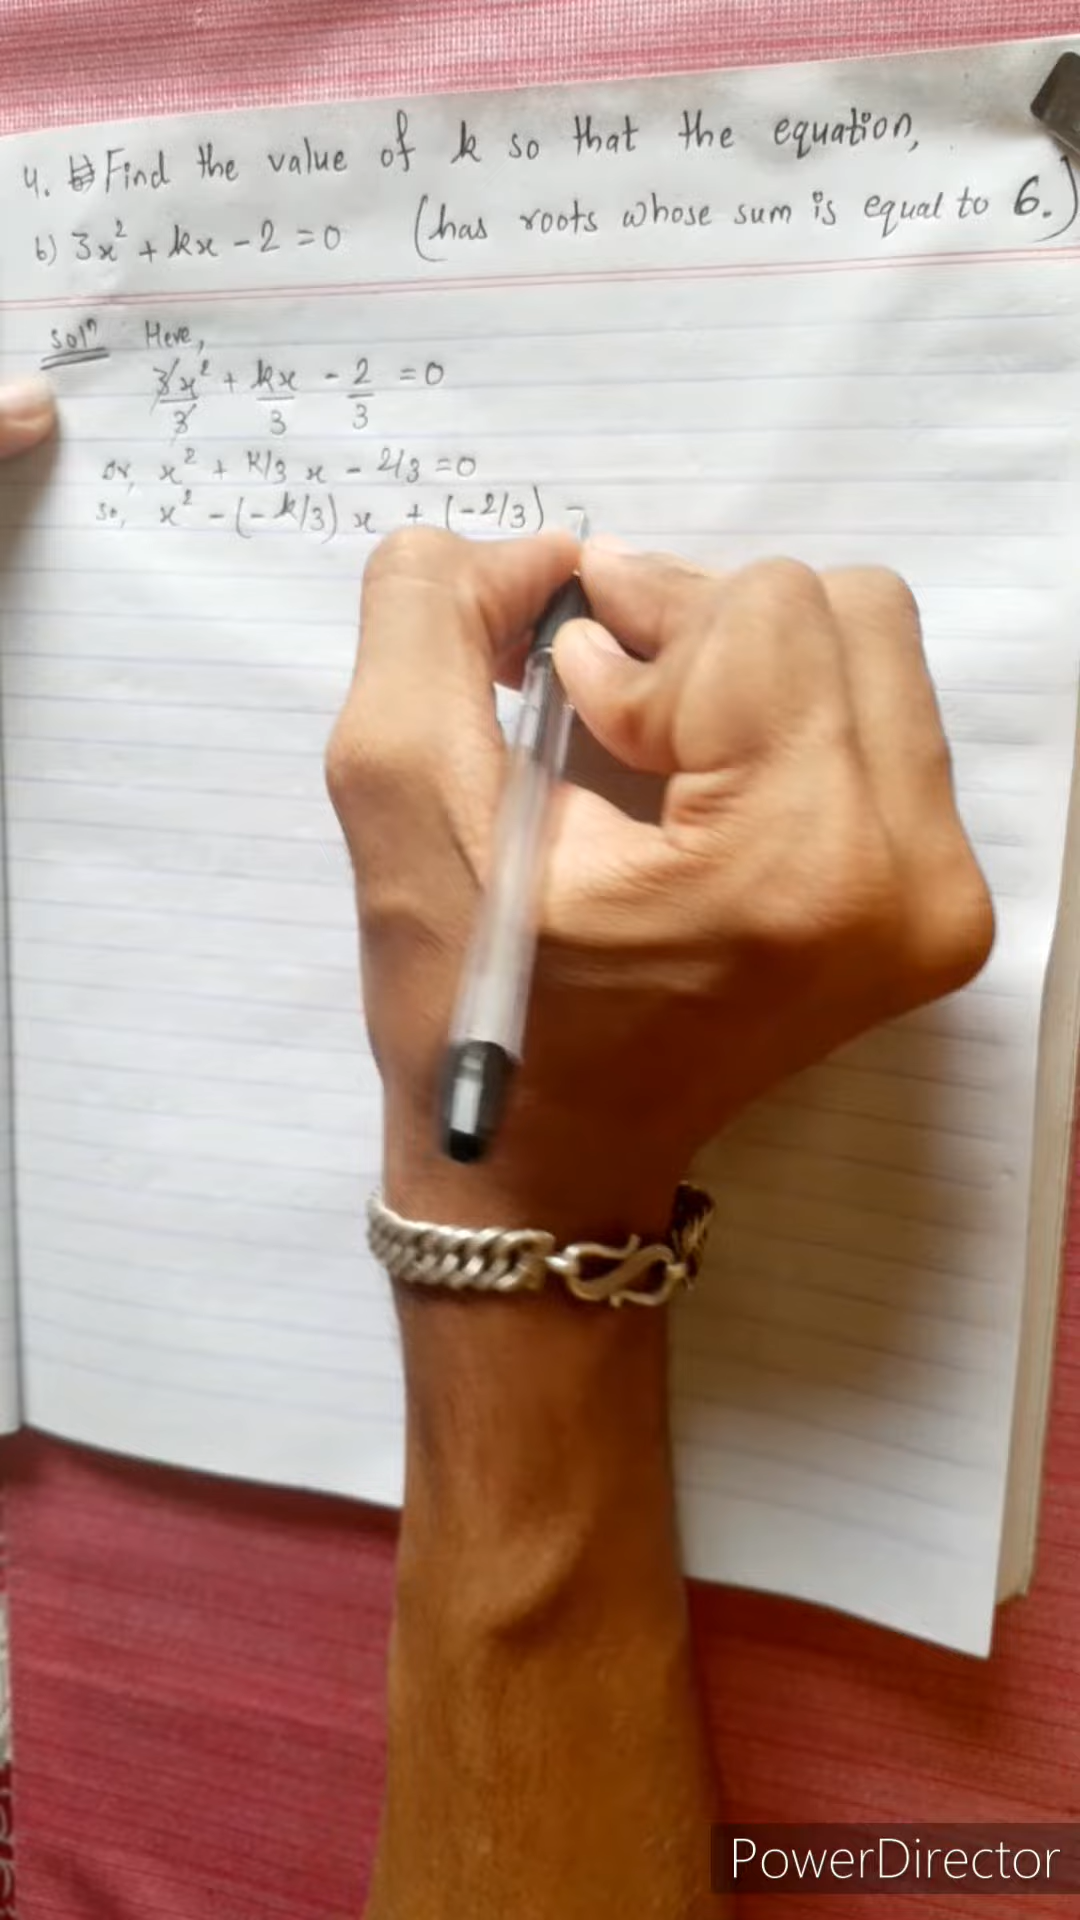 4. Find the value of k so that the equation,
b) 3x² + kx - 2 = 0 (has roots whose sum is equal to 6.)
Solⁿ Here,
3x²/3 + kx/3 - 2/3 = 0
or, x² + k/3 x - 2/3 = 0
so, x² - (-k/3) x + (-2/3)
PowerDirector